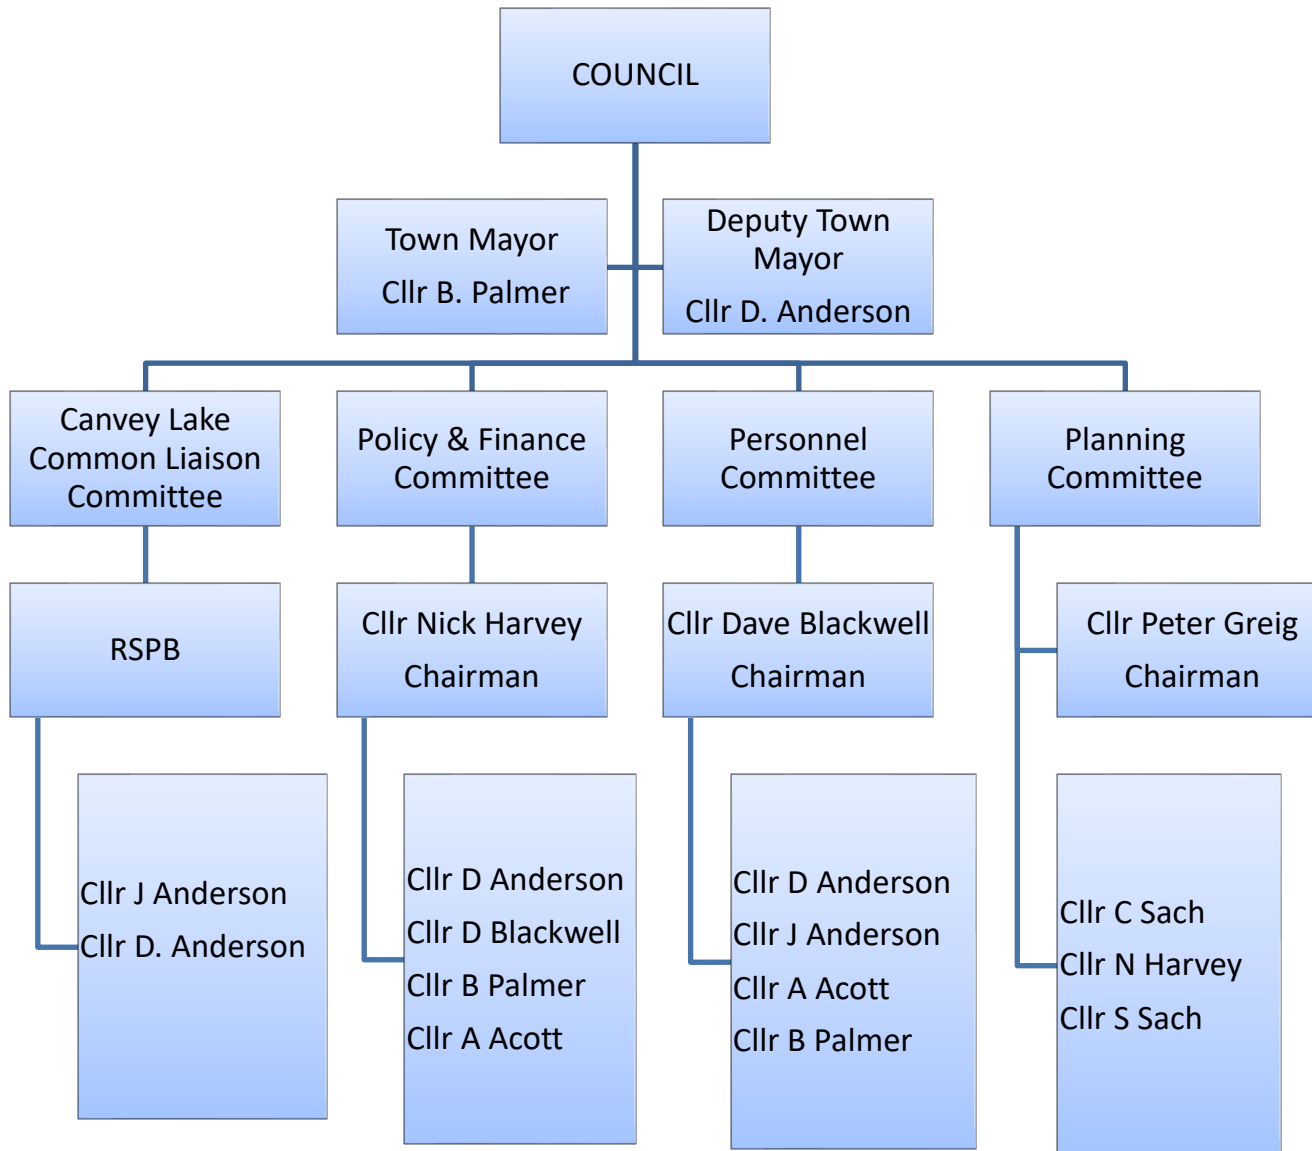 COUNCIL
Town Mayor
Cllr B. Palmer
Deputy Town
Mayor
Cllr D. Anderson
Canvey Lake
Common Liaison
Committee
Policy & Finance
Committee
Personnel
Committee
Planning
Committee
RSPB
Cllr Nick Harvey
Chairman
Cllr Dave Blackwell
Chairman
Cllr Peter Greig
Chairman
Cllr J Anderson
Cllr D. Anderson
Cllr D Anderson
Cllr D Blackwell
Cllr B Palmer
Cllr A Acott
Cllr D Anderson
Cllr J Anderson
Cllr A Acott
Cllr B Palmer
Cllr C Sach
Cllr N Harvey
Cllr S Sach